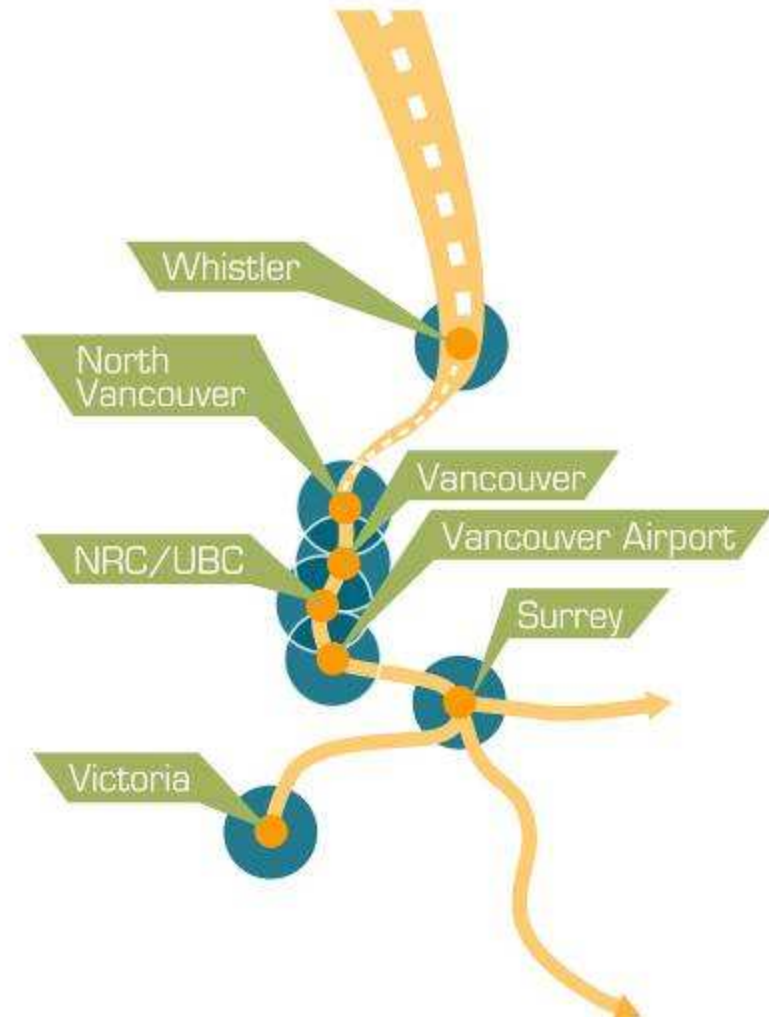 Whistler
North
Vancouver
Vancouver
Vancouver Airport
NRC/UBC
Surrey
Victoria